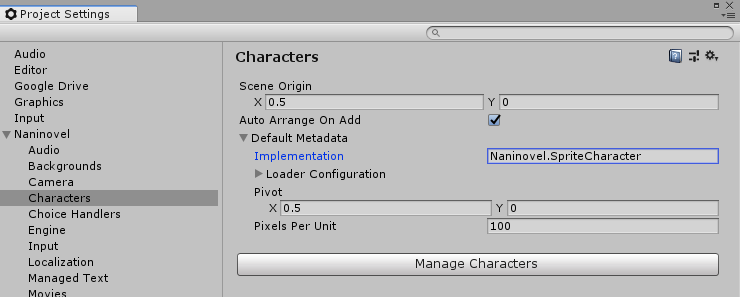 Project Settings
Audio
Editor
Google Drive
Graphics
Input
Naninovel
Audio
Backgrounds
Camera
Characters
Choice Handlers
Engine
Input
Localization
Managed Text
Movies
Characters
Scene Origin
X 0.5 Y 0
Auto Arrange On Add
Default Metadata
Implementation Naninovel.SpriteCharacter
Loader Configuration
Pivot
X 0.5 Y 0
Pixels Per Unit 100
Manage Characters